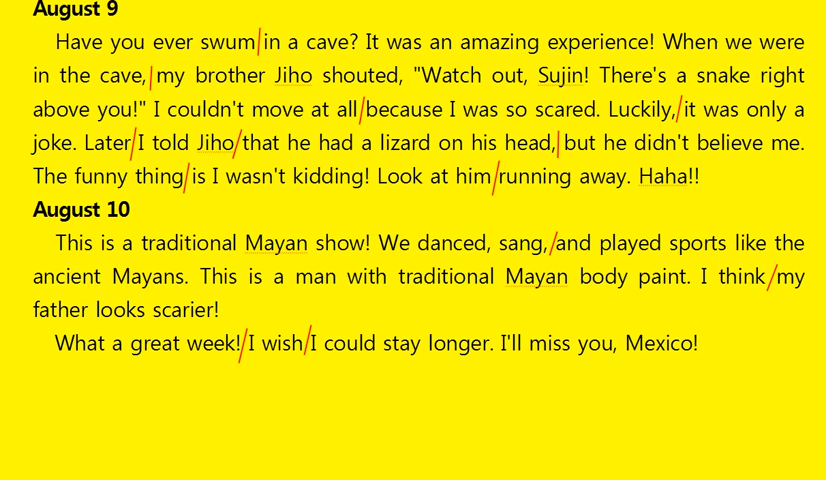 August 9
Have you ever swum/in a cave? It was an amazing experience! When we were
in the cave,/my brother Jiho shouted, "Watch out, Sujin! There's a snake right
above you!" I couldn't move at all/because I was so scared. Luckily,/it was only a
joke. Later/I told Jiho/that he had a lizard on his head,/but he didn't believe me.
The funny thing/is I wasn't kidding! Look at him/running away. Haha!!
August 10
This is a traditional Mayan show! We danced, sang,/and played sports like the
ancient Mayans. This is a man with traditional Mayan body paint. I think/my
father looks scarier!
What a great week!/I wish/I could stay longer. I'll miss you, Mexico!